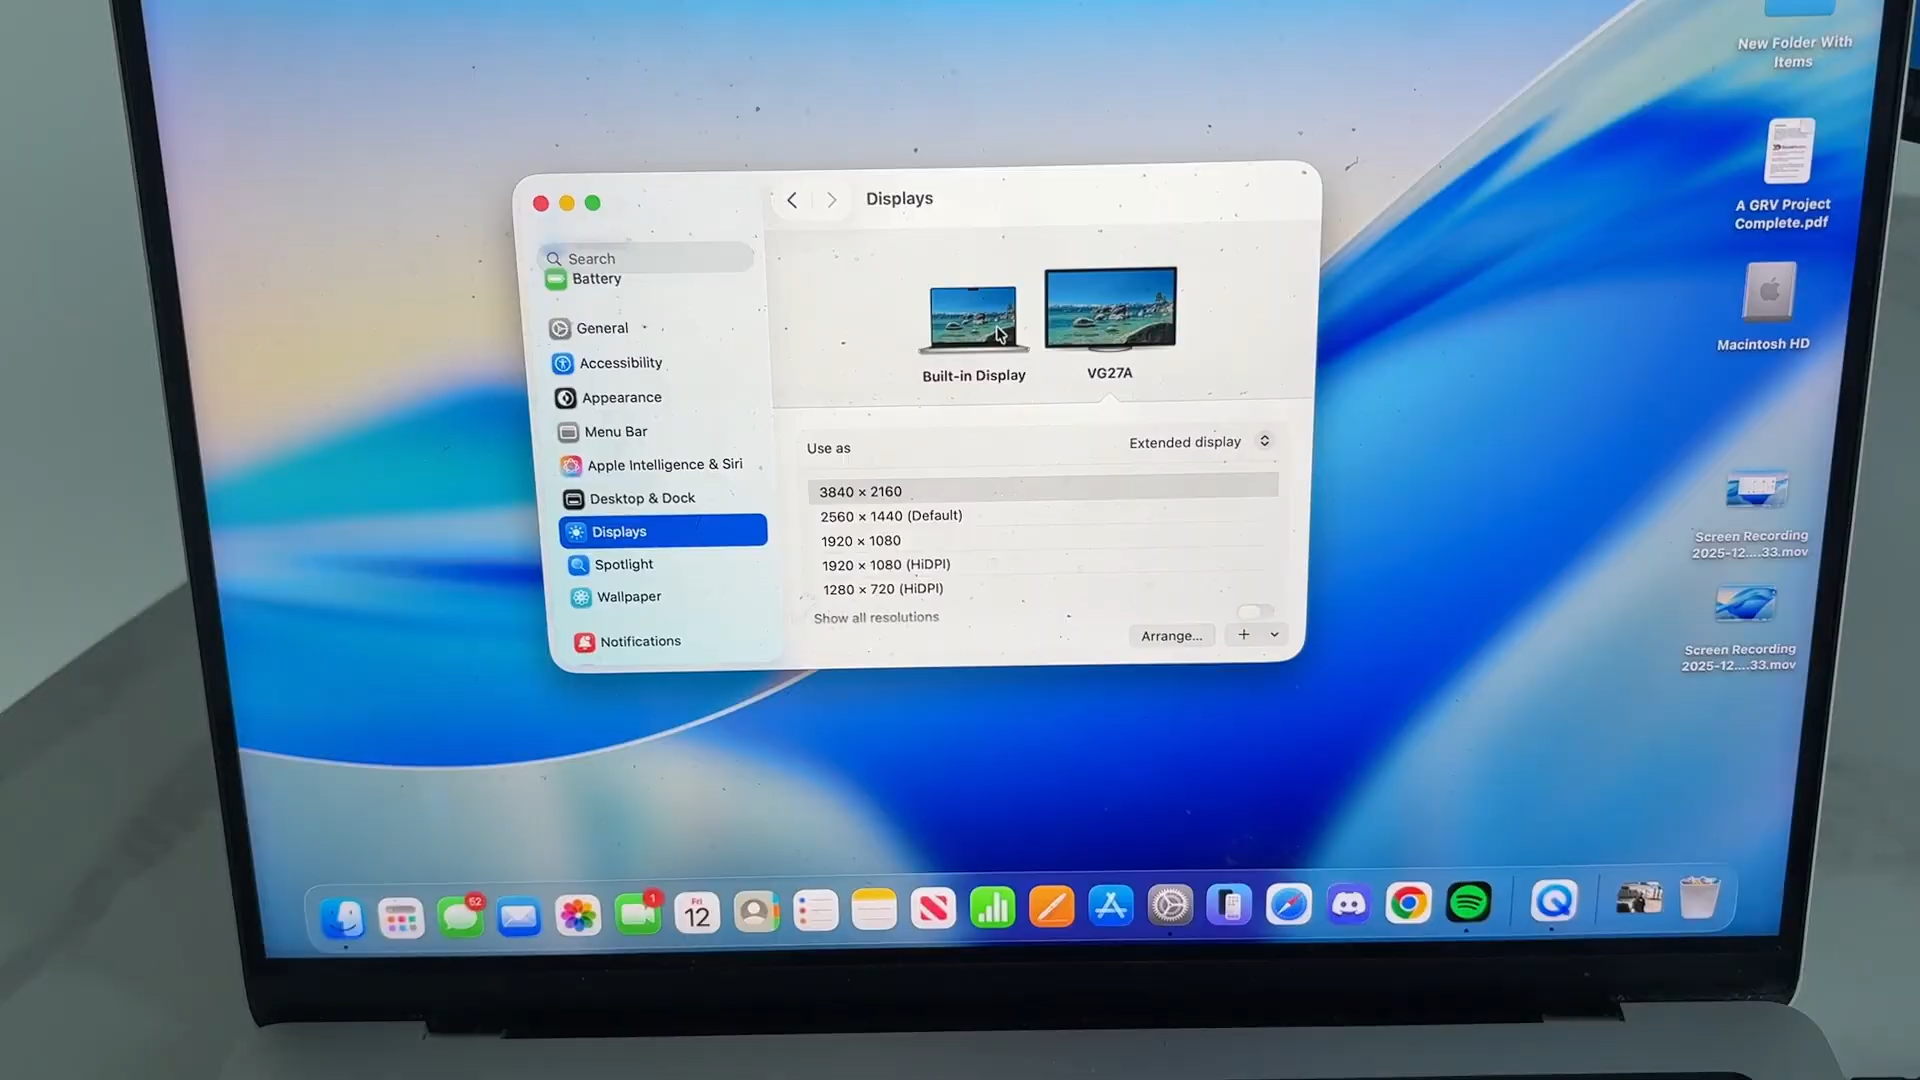 New Folder With
Items
A GRV Project
Complete.pdf
Macintosh HD
Screen Recording
2025-12....33.mov
Screen Recording
2025-12....33.mov
Displays
Search
Battery
General
Accessibility
Appearance
Menu Bar
Apple Intelligence & Siri
Desktop & Dock
Displays
Spotlight
Wallpaper
Notifications
Built-in Display
VG27A
Use as
Extended display
3840 × 2160
2560 × 1440 (Default)
1920 × 1080
1920 × 1080 (HiDPI)
1280 × 720 (HiDPI)
Show all resolutions
Arrange...
52
1
Fri
12